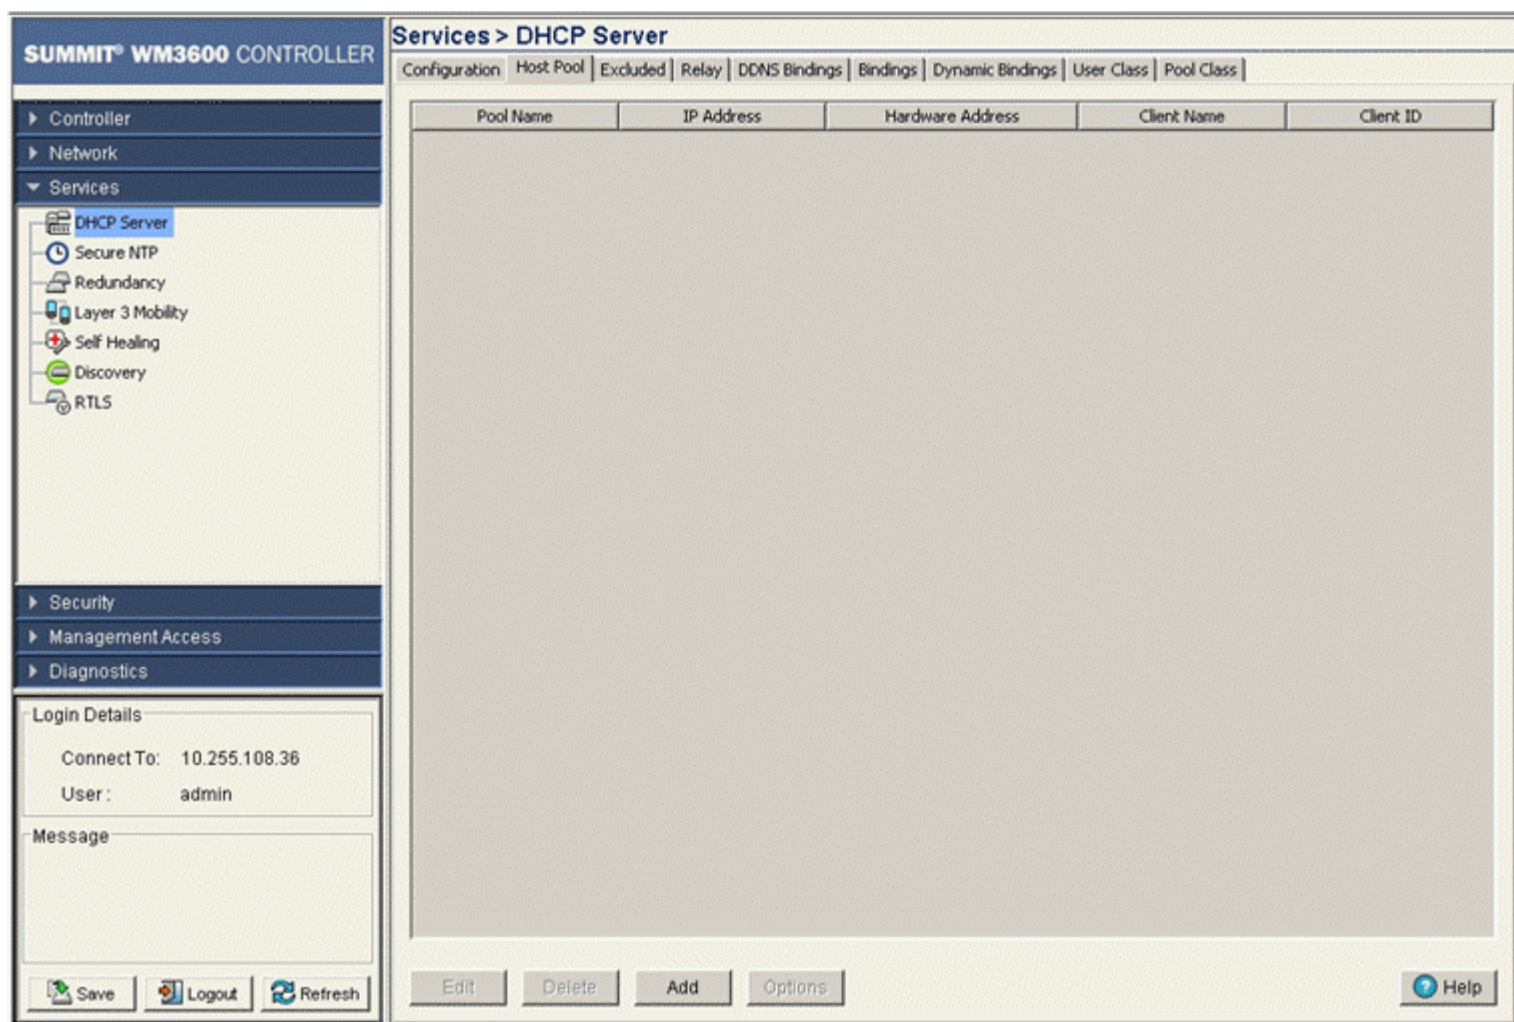 SUMMIT® WM3600 CONTROLLER
Services > DHCP Server
Configuration Host Pool Excluded Relay DDNS Bindings Bindings Dynamic Bindings User Class Pool Class
Pool Name IP Address Hardware Address Client Name Client ID
Controller
Network
Services
DHCP Server
Secure NTP
Redundancy
Layer 3 Mobility
Self Healing
Discovery
RTLS
Security
Management Access
Diagnostics
Login Details
Connect To: 10.255.108.36
User : admin
Message
Save Logout Refresh
Edit Delete Add Options Help